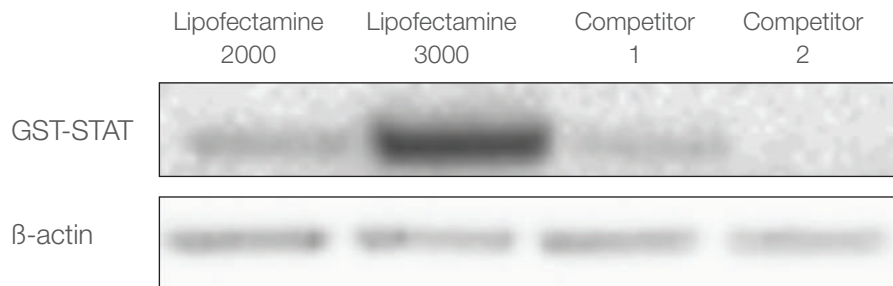 Lipofectamine 2000
Lipofectamine 3000
Competitor 1
Competitor 2
GST-STAT
ß-actin